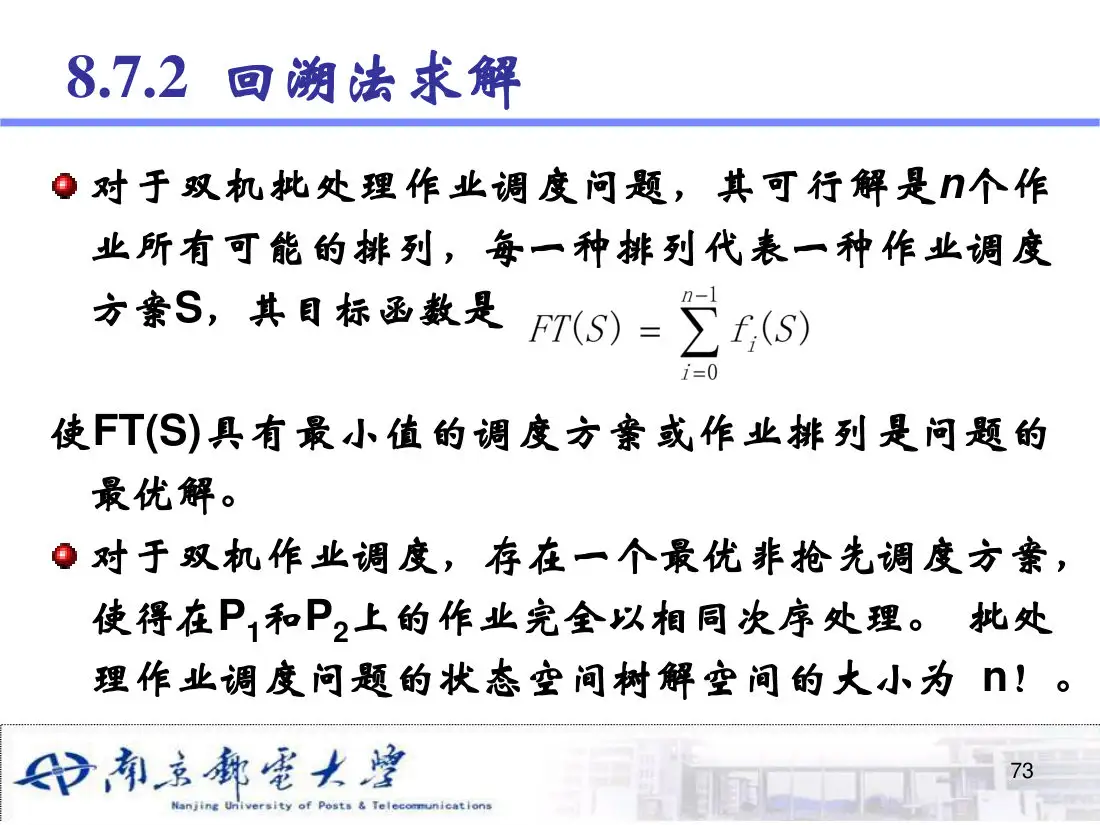 8.7.2 回溯法求解
对于双机批处理作业调度问题，其可行解是n个作
业所有可能的排列，每一种排列代表一种作业调度
方案S，其目标函数是 FT(S) = \sum_{i=0}^{n-1} f_i(S)
使FT(S)具有最小值的调度方案或作业排列是问题的
最优解。
对于双机作业调度，存在一个最优非抢先调度方案，
使得在P₁和P₂上的作业完全以相同次序处理。 批处
理作业调度问题的状态空间树解空间的大小为 n！。
南京郵電大學
Nanjing University of Posts & Telecommunications
73